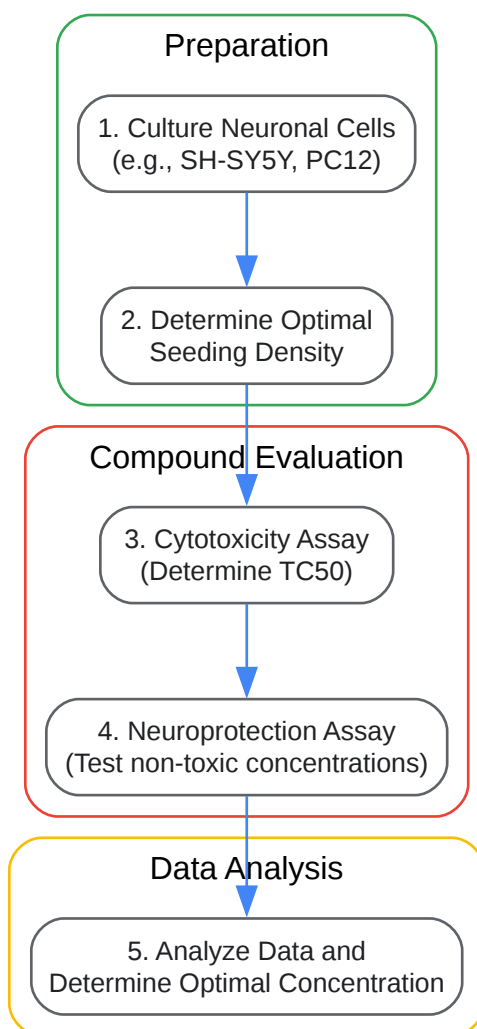 Preparation
1. Culture Neuronal Cells
(e.g., SH-SY5Y, PC12)
2. Determine Optimal
Seeding Density
Compound Evaluation
3. Cytotoxicity Assay
(Determine TC50)
4. Neuroprotection Assay
(Test non-toxic concentrations)
Data Analysis
5. Analyze Data and
Determine Optimal Concentration